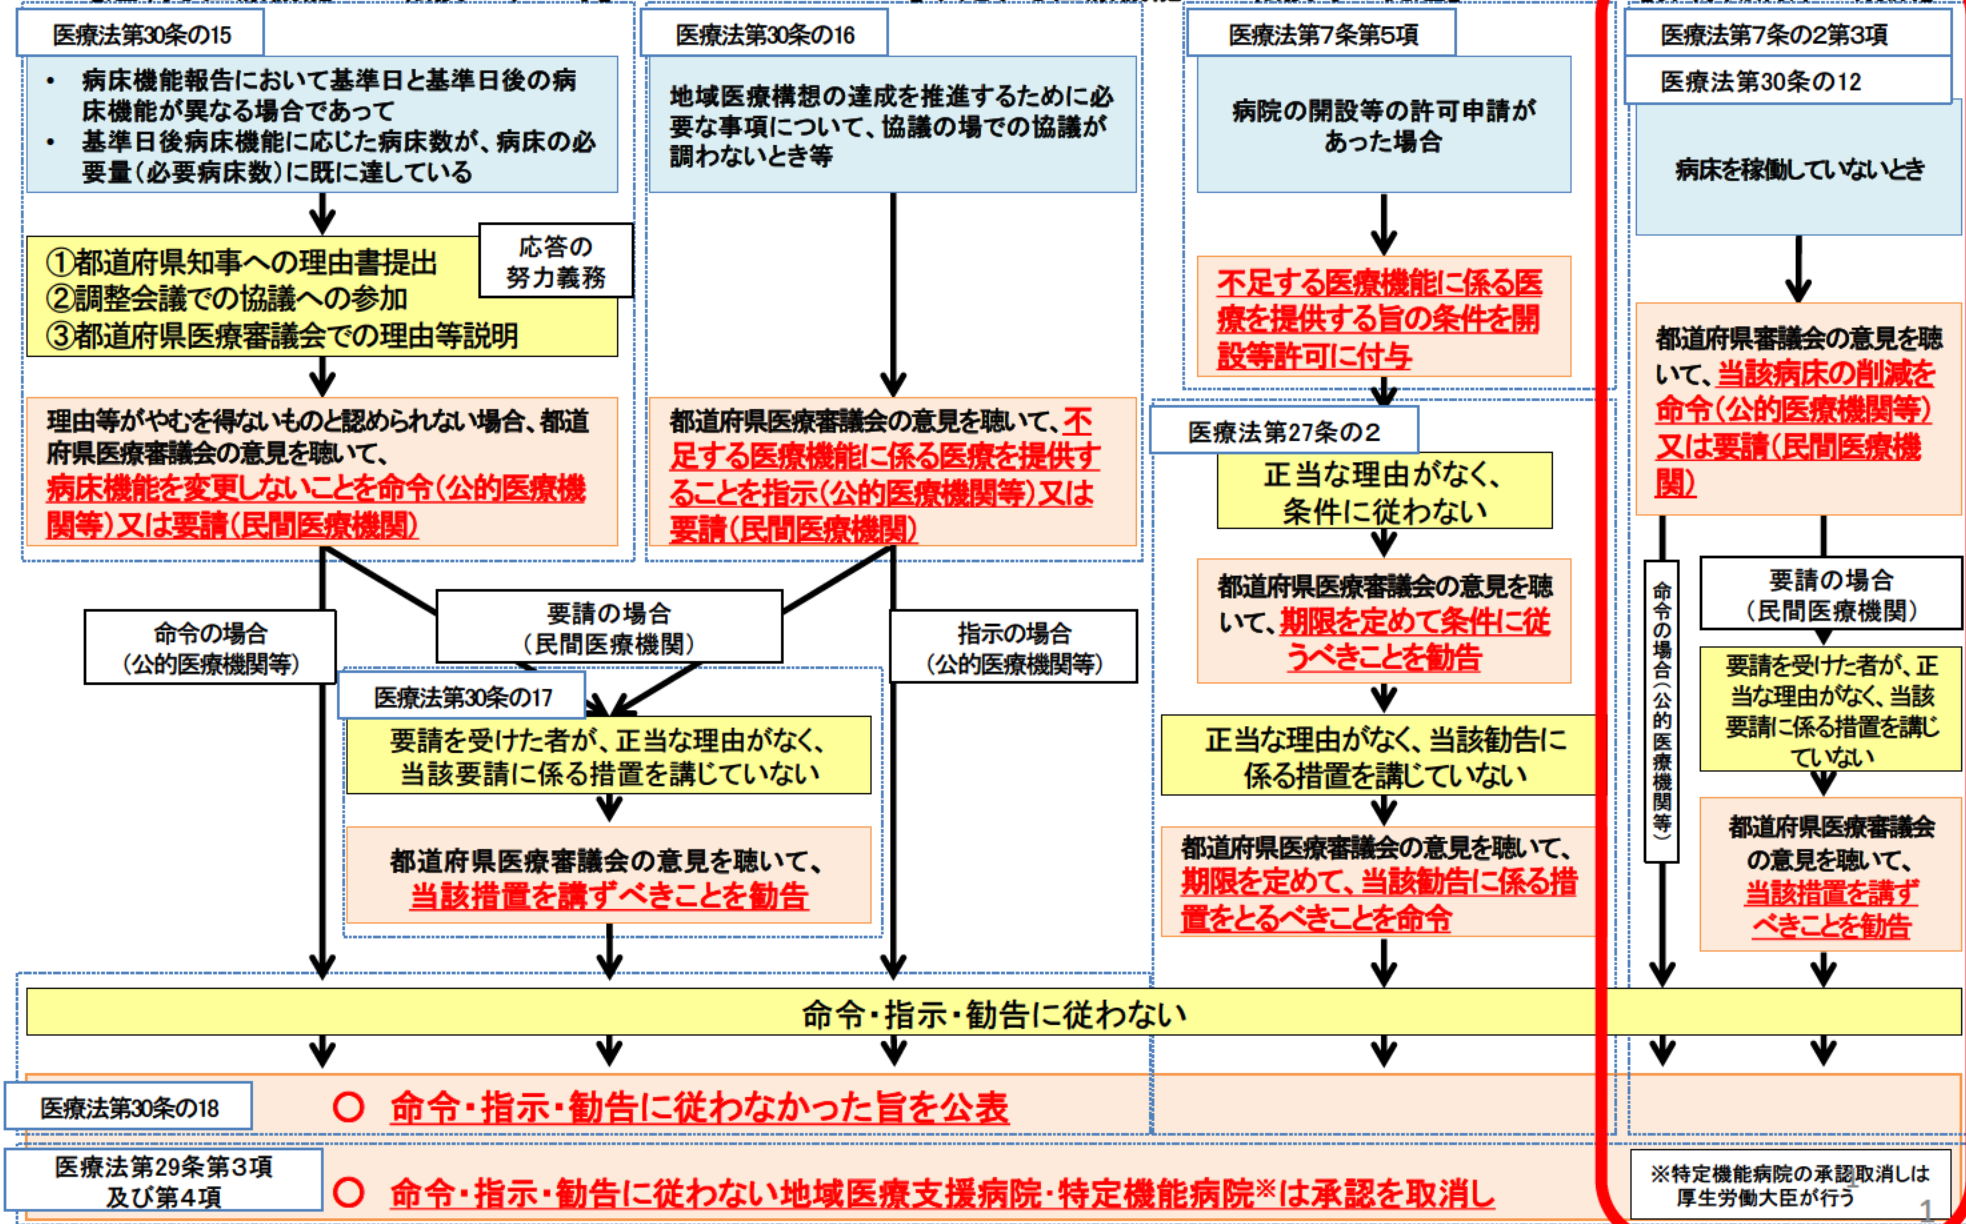 医療法第30条の15
• 病床機能報告において基準日と基準日後の病
床機能が異なる場合であって
• 基準日後病床機能に応じた病床数が、病床の必
要量(必要病床数)に既に達している
応答の
努力義務
①都道府県知事への理由書提出
②調整会議での協議への参加
③都道府県医療審議会での理由等説明
理由等がやむを得ないものと認められない場合、都道
府県医療審議会の意見を聴いて、
病床機能を変更しないことを命令(公的医療機
関等)又は要請(民間医療機関)
医療法第30条の16
地域医療構想の達成を推進するために必
要な事項について、協議の場での協議が
調わないとき等
都道府県医療審議会の意見を聴いて、不
足する医療機能に係る医療を提供す
ることを指示(公的医療機関等)又は
要請(民間医療機関)
命令の場合
(公的医療機関等)
要請の場合
(民間医療機関)
指示の場合
(公的医療機関等)
医療法第30条の17
要請を受けた者が、正当な理由がなく、
当該要請に係る措置を講じていない
都道府県医療審議会の意見を聴いて、
当該措置を講ずべきことを勧告
医療法第7条第5項
病院の開設等の許可申請が
あった場合
不足する医療機能に係る医
療を提供する旨の条件を開
設等許可に付与
医療法第27条の2
正当な理由がなく、
条件に従わない
都道府県医療審議会の意見を聴
いて、期限を定めて条件に従
うべきことを勧告
正当な理由がなく、当該勧告に
係る措置を講じていない
都道府県医療審議会の意見を聴いて、
期限を定めて、当該勧告に係る措
置をとるべきことを命令
医療法第7条の2第3項
医療法第30条の12
病床を稼働していないとき
都道府県審議会の意見を聴
いて、当該病床の削減を
命令(公的医療機関等)
又は要請(民間医療機
関)
命令の場合(公的医療機関等)
要請の場合
(民間医療機関)
要請を受けた者が、正
当な理由がなく、当該
要請に係る措置を講じ
ていない
都道府県医療審議会
の意見を聴いて、
当該措置を講ず
べきことを勧告
命令・指示・勧告に従わない
医療法第30条の18
○ 命令・指示・勧告に従わなかった旨を公表
医療法第29条第3項
及び第4項
○ 命令・指示・勧告に従わない地域医療支援病院・特定機能病院※は承認を取消し
※特定機能病院の承認取消しは
厚生労働大臣が行う
1
1